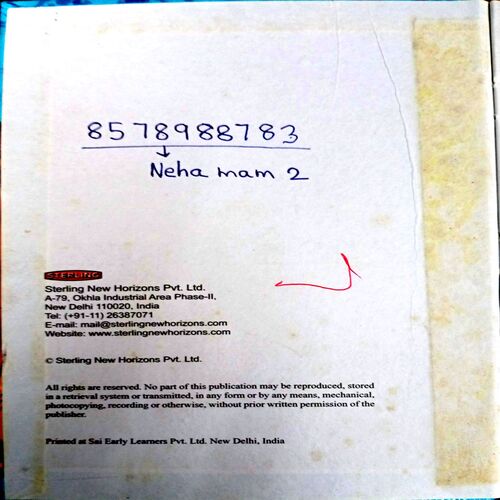 8578988783
Neha mam 2
STERLING
Sterling New Horizons Pvt. Ltd.
A-79, Okhla Industrial Area Phase-II,
New Delhi 110020, India
Tel: (+91-11) 26387071
E-mail: mail@sterlingnewhorizons.com
Website: www.sterlingnewhorizons.com
© Sterling New Horizons Pvt. Ltd.
All rights are reserved. No part of this publication may be reproduced, stored
in a retrieval system or transmitted, in any form or by any means, mechanical,
photocopying, recording or otherwise, without prior written permission of the
publisher.
Printed at Sai Early Learners Pvt. Ltd. New Delhi, India